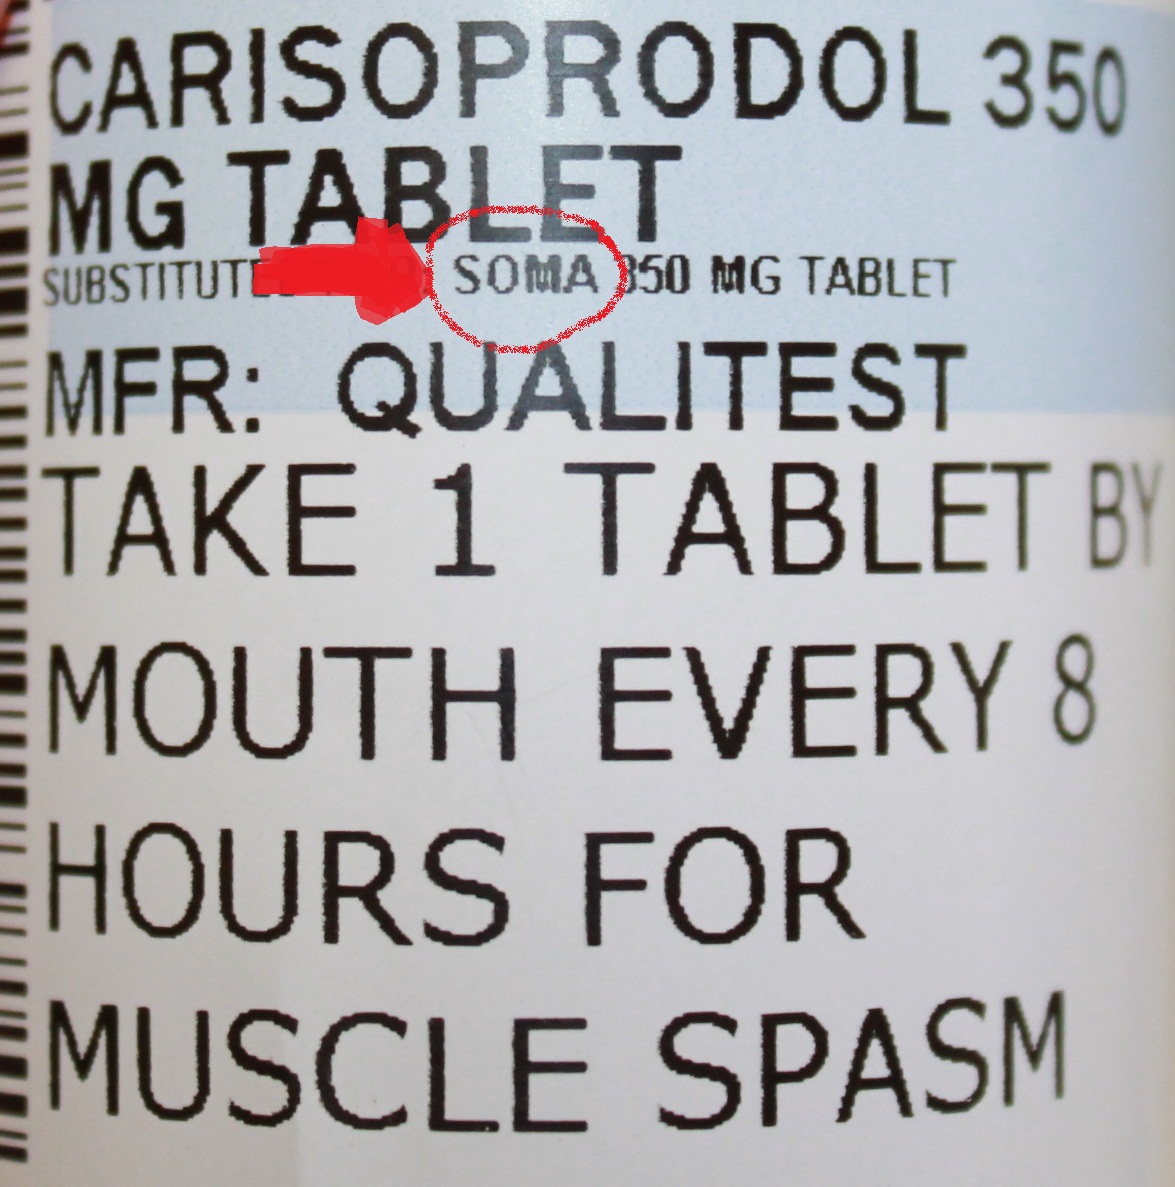 CARISOPRODOL 350
MG TABLET
SUBSTITUTE SOMA 350 MG TABLET
MFR: QUALITEST
TAKE 1 TABLET BY
MOUTH EVERY 8
HOURS FOR
MUSCLE SPASM